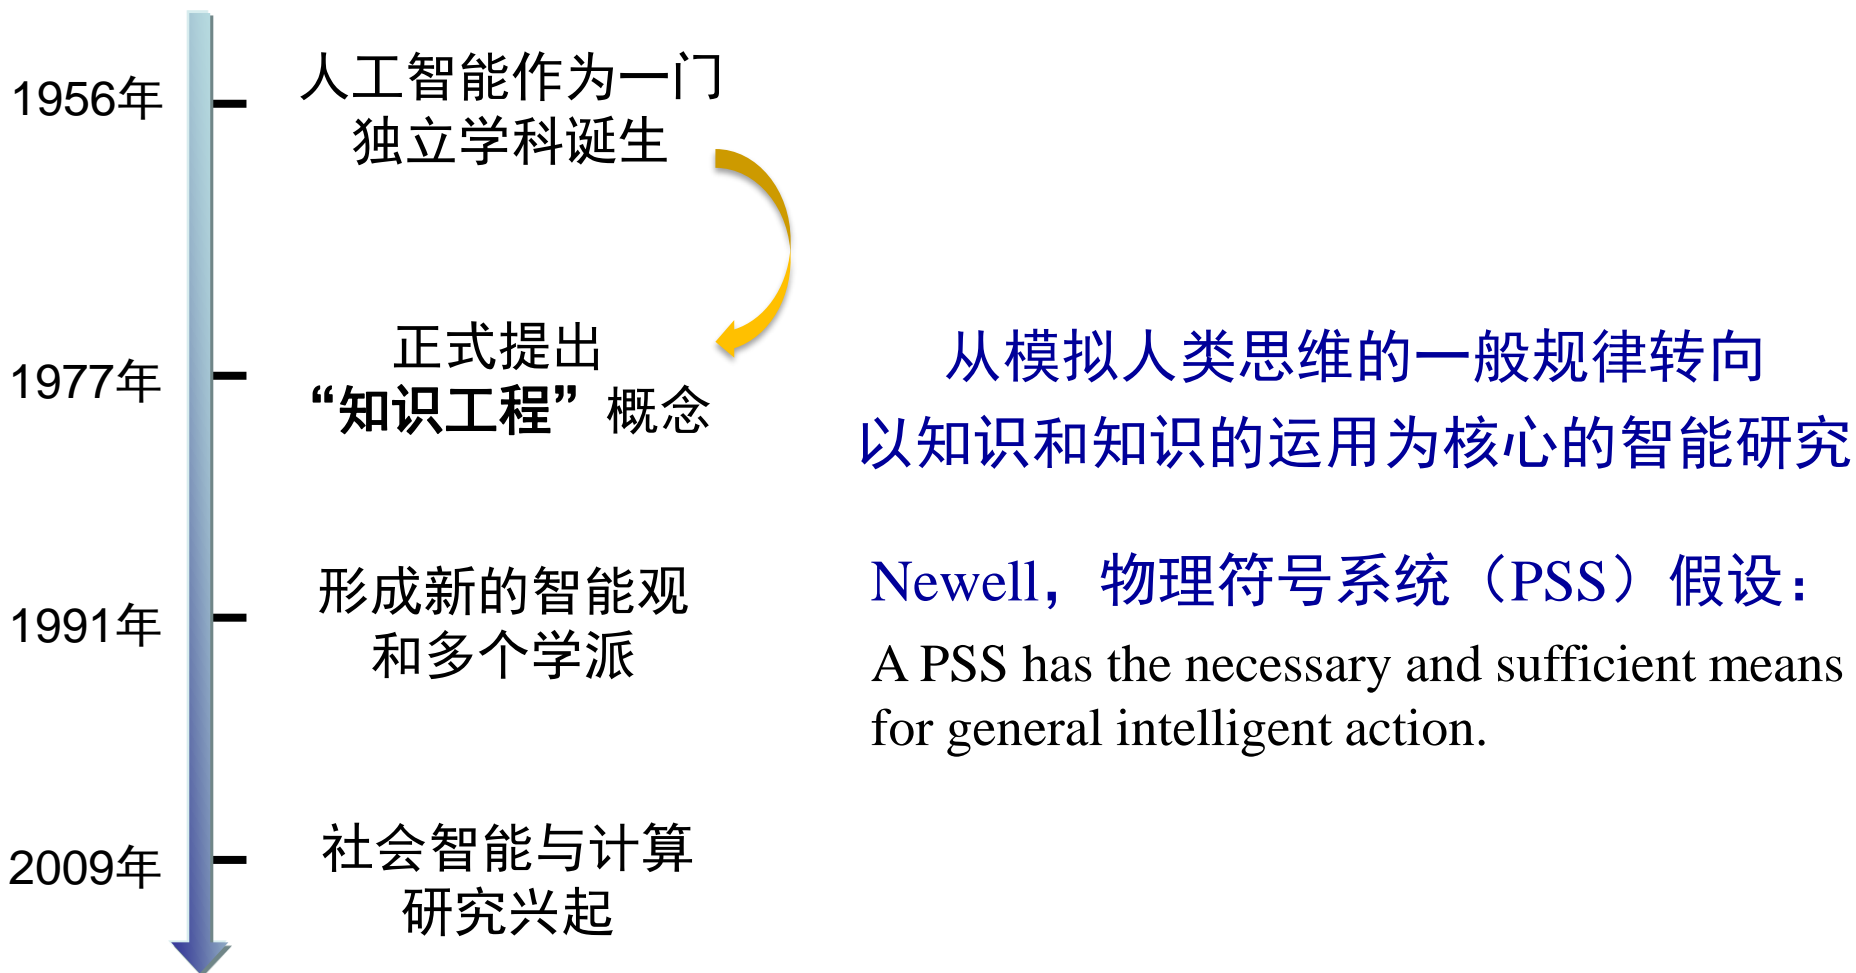 1956年
人工智能作为一门
独立学科诞生
1977年
正式提出
“知识工程”概念
从模拟人类思维的一般规律转向
以知识和知识的运用为核心的智能研究
1991年
形成新的智能观
和多个学派
Newell，物理符号系统（PSS）假设：
A PSS has the necessary and sufficient means
for general intelligent action.
2009年
社会智能与计算
研究兴起